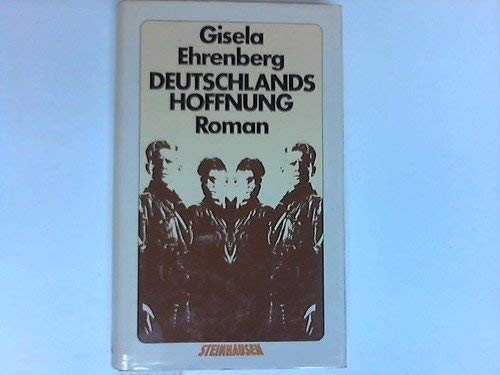 Gisela
Ehrenberg
DEUTSCHLANDS
HOFFNUNG
Roman
STEINHAUSEN